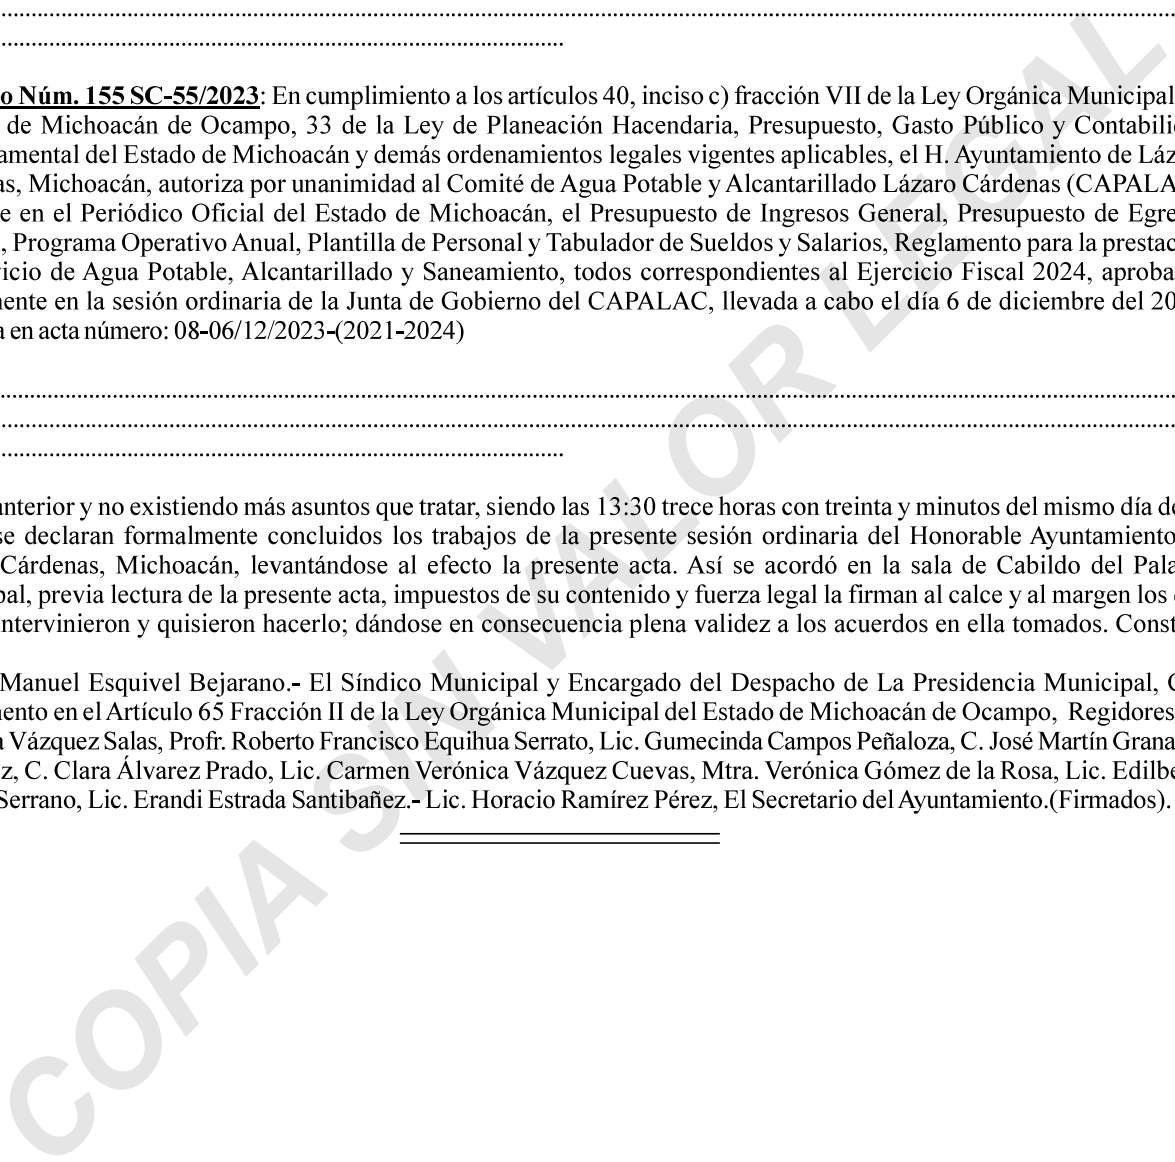 o Núm. 155 SC-55/2023: En cumplimiento a los artículos 40, inciso c) fracción VII de la Ley Orgánica Municipal
de Michoacán de Ocampo, 33 de la Ley de Planeación Hacendaria, Presupuesto, Gasto Público y Contabili
amental del Estado de Michoacán y demás ordenamientos legales vigentes aplicables, el H. Ayuntamiento de Láz
as, Michoacán, autoriza por unanimidad al Comité de Agua Potable y Alcantarillado Lázaro Cárdenas (CAPALA
e en el Periódico Oficial del Estado de Michoacán, el Presupuesto de Ingresos General, Presupuesto de Egre
, Programa Operativo Anual, Plantilla de Personal y Tabulador de Sueldos y Salarios, Reglamento para la prestac
icio de Agua Potable, Alcantarillado y Saneamiento, todos correspondientes al Ejercicio Fiscal 2024, aproba
ente en la sesión ordinaria de la Junta de Gobierno del CAPALAC, llevada a cabo el día 6 de diciembre del 20
a en acta número: 08-06/12/2023-(2021-2024)
anterior y no existiendo más asuntos que tratar, siendo las 13:30 trece horas con treinta y minutos del mismo día de
se declaran formalmente concluidos los trabajos de la presente sesión ordinaria del Honorable Ayuntamiento
Cárdenas, Michoacán, levantándose al efecto la presente acta. Así se acordó en la sala de Cabildo del Pala
pal, previa lectura de la presente acta, impuestos de su contenido y fuerza legal la firman al calce y al margen los
intervinieron y quisieron hacerlo; dándose en consecuencia plena validez a los acuerdos en ella tomados. Const
Manuel Esquivel Bejarano.- El Síndico Municipal y Encargado del Despacho de La Presidencia Municipal, C
ento en el Artículo 65 Fracción II de la Ley Orgánica Municipal del Estado de Michoacán de Ocampo, Regidores
a Vázquez Salas, Profr. Roberto Francisco Equihua Serrato, Lic. Gumecinda Campos Peñaloza, C. José Martín Grana
z, C. Clara Álvarez Prado, Lic. Carmen Verónica Vázquez Cuevas, Mtra. Verónica Gómez de la Rosa, Lic. Edilbe
Serrano, Lic. Erandi Estrada Santibañez.- Lic. Horacio Ramírez Pérez, El Secretario del Ayuntamiento.(Firmados).
COPIA SIN VALOR LEGAL